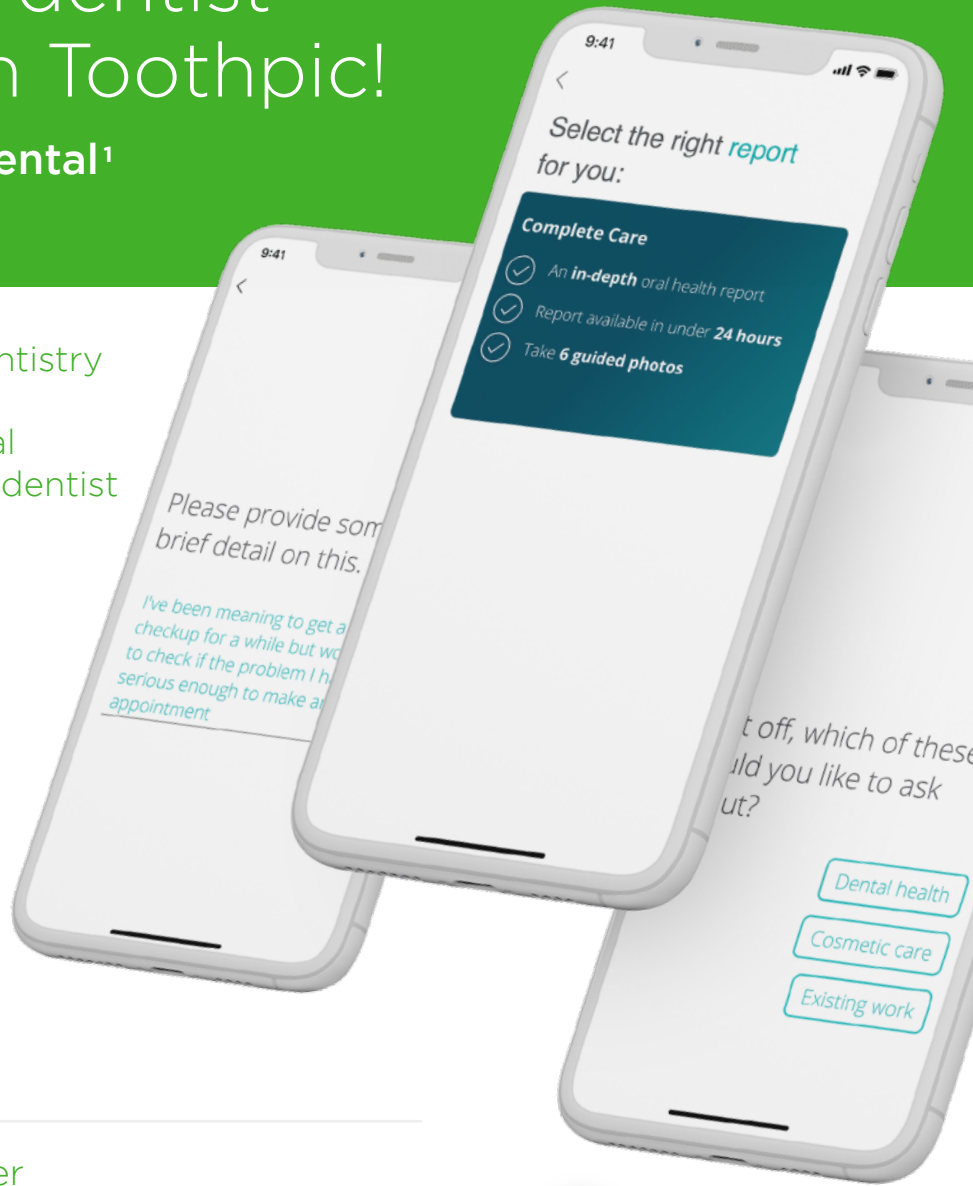 dentist
Toothpic!
ental¹
ntistry
al
dentist
9:41
Please provide som
brief detail on this.
I've been meaning to get a
checkup for a while but wo
to check if the problem I h
serious enough to make an
appointment
9:41
Select the right report
for you:
Complete Care
An in-depth oral health report
Report available in under 24 hours
Take 6 guided photos
t off, which of these
uld you like to ask
ut?
Dental health
Cosmetic care
Existing work
er